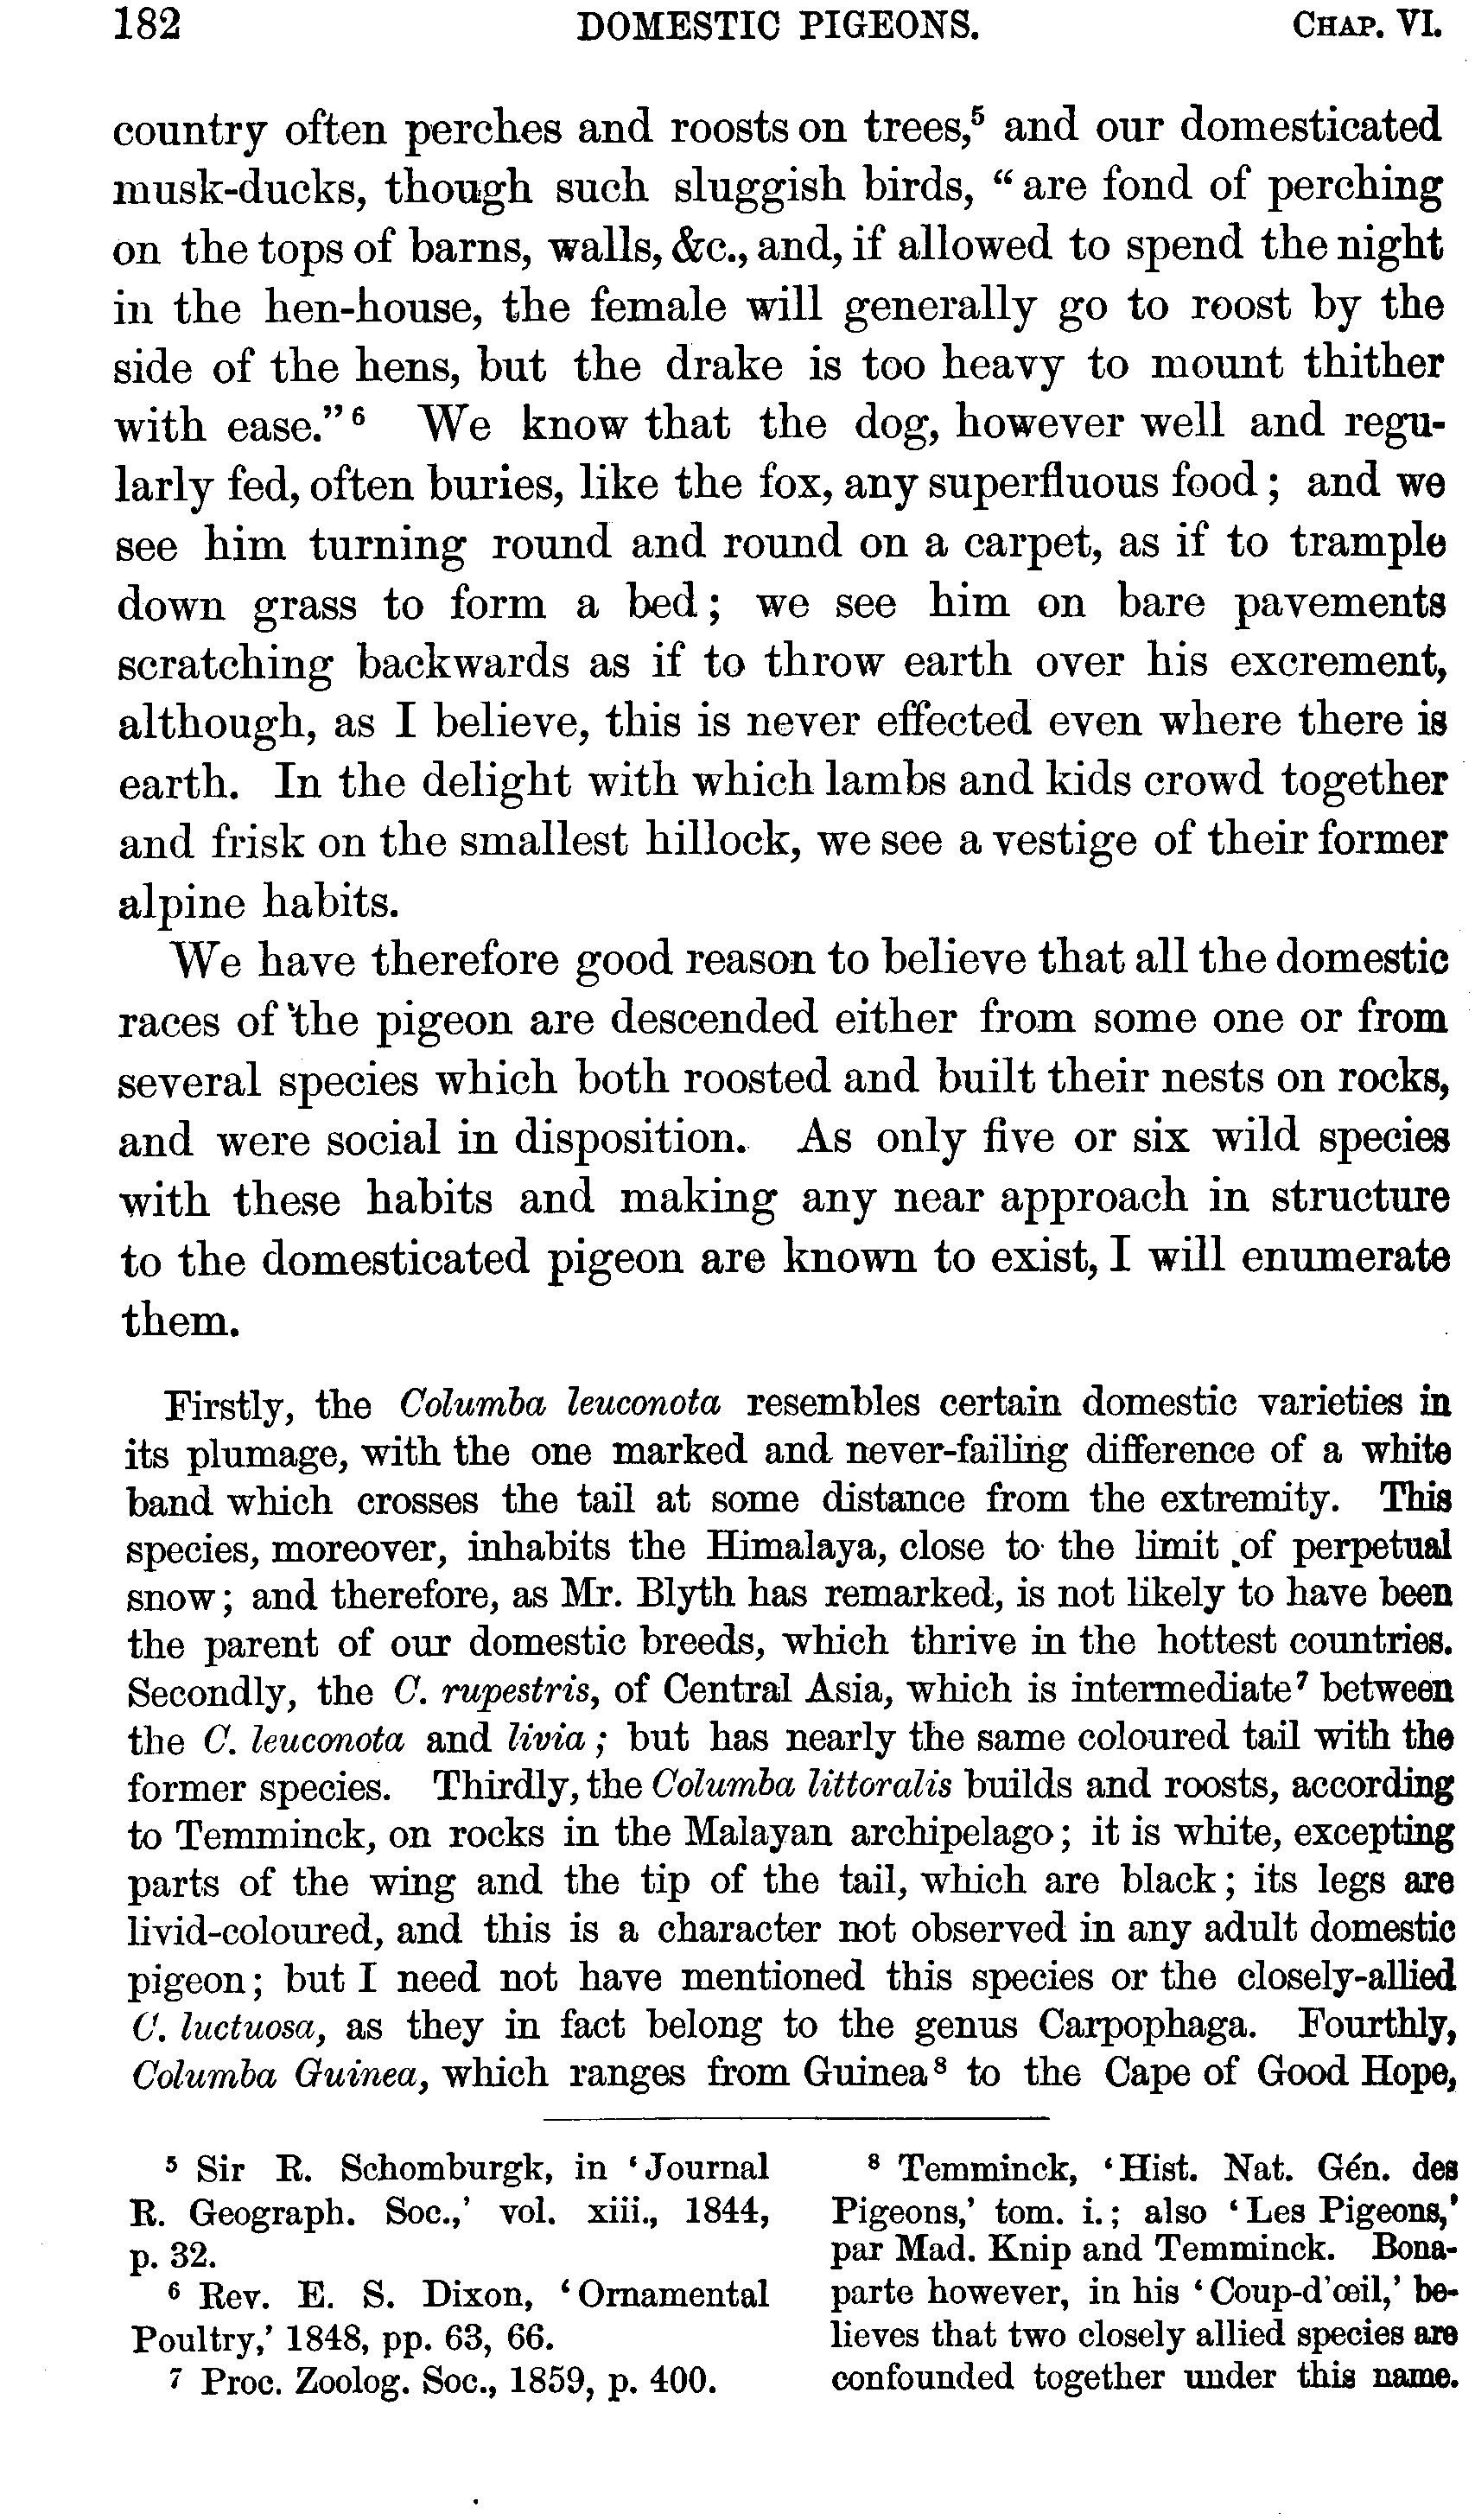 182 DOMESTIC PIGEONS. CHAP. VI.
country often perches and roosts on trees,⁵ and our domesticated
musk-ducks, though such sluggish birds, “are fond of perching
on the tops of barns, walls, &c., and, if allowed to spend the night
in the hen-house, the female will generally go to roost by the
side of the hens, but the drake is too heavy to mount thither
with ease.”⁶ We know that the dog, however well and regu-
larly fed, often buries, like the fox, any superfluous food; and we
see him turning round and round on a carpet, as if to trample
down grass to form a bed; we see him on bare pavements
scratching backwards as if to throw earth over his excrement,
although, as I believe, this is never effected even where there is
earth. In the delight with which lambs and kids crowd together
and frisk on the smallest hillock, we see a vestige of their former
alpine habits.
We have therefore good reason to believe that all the domestic
races of the pigeon are descended either from some one or from
several species which both roosted and built their nests on rocks,
and were social in disposition. As only five or six wild species
with these habits and making any near approach in structure
to the domesticated pigeon are known to exist, I will enumerate
them.
Firstly, the Columba leuconota resembles certain domestic varieties in
its plumage, with the one marked and never-failing difference of a white
band which crosses the tail at some distance from the extremity. This
species, moreover, inhabits the Himalaya, close to the limit of perpetual
snow; and therefore, as Mr. Blyth has remarked, is not likely to have been
the parent of our domestic breeds, which thrive in the hottest countries.
Secondly, the C. rupestris, of Central Asia, which is intermediate⁷ between
the C. leuconota and livia; but has nearly the same coloured tail with the
former species. Thirdly, the Columba littoralis builds and roosts, according
to Temminck, on rocks in the Malayan archipelago; it is white, excepting
parts of the wing and the tip of the tail, which are black; its legs are
livid-coloured, and this is a character not observed in any adult domestic
pigeon; but I need not have mentioned this species or the closely-allied
C. luctuosa, as they in fact belong to the genus Carpophaga. Fourthly,
Columba Guinea, which ranges from Guinea⁸ to the Cape of Good Hope,
⁵ Sir R. Schomburgk, in ‘Journal
R. Geograph. Soc.,’ vol. xiii., 1844,
p. 32.
⁶ Rev. E. S. Dixon, ‘Ornamental
Poultry,’ 1848, pp. 63, 66.
⁷ Proc. Zoolog. Soc., 1859, p. 400.
⁸ Temminck, ‘Hist. Nat. Gén. des
Pigeons,’ tom. i.; also ‘Les Pigeons,’
par Mad. Knip and Temminck. Bona-
parte however, in his ‘Coup-d’œil,’ be-
lieves that two closely allied species are
confounded together under this name.